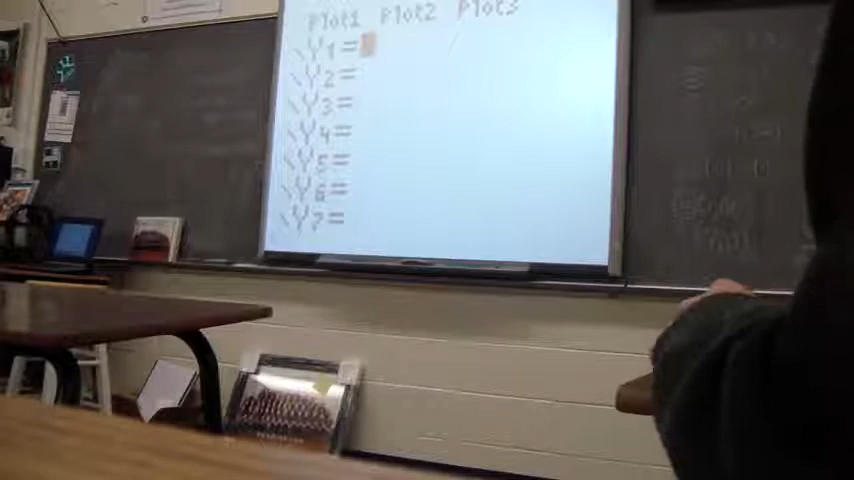 Plot1 Plot2 Plot3
\Y1=
\Y2=
\Y3=
\Y4=
\Y5=
\Y6=
\Y7=